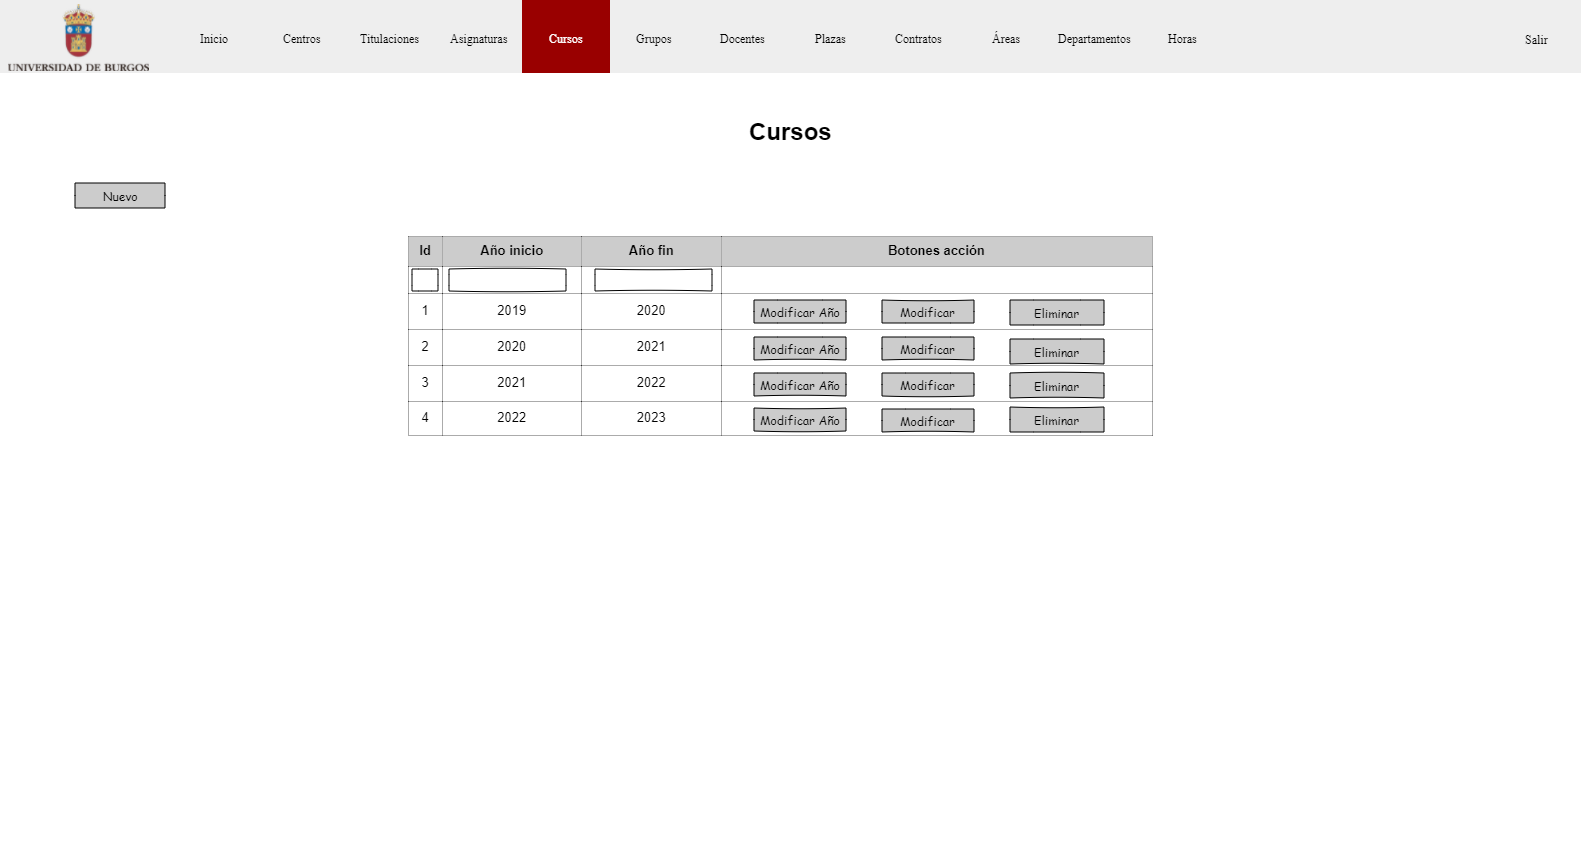 UNIVERSIDAD DE BURGOS
Inicio Centros Titulaciones Asignaturas Cursos Grupos Docentes Plazas Contratos Áreas Departamentos Horas Salir
Cursos
Nuevo
Id Año inicio Año fin Botones acción
1 2019 2020 Modificar Año Modificar Eliminar
2 2020 2021 Modificar Año Modificar Eliminar
3 2021 2022 Modificar Año Modificar Eliminar
4 2022 2023 Modificar Año Modificar Eliminar